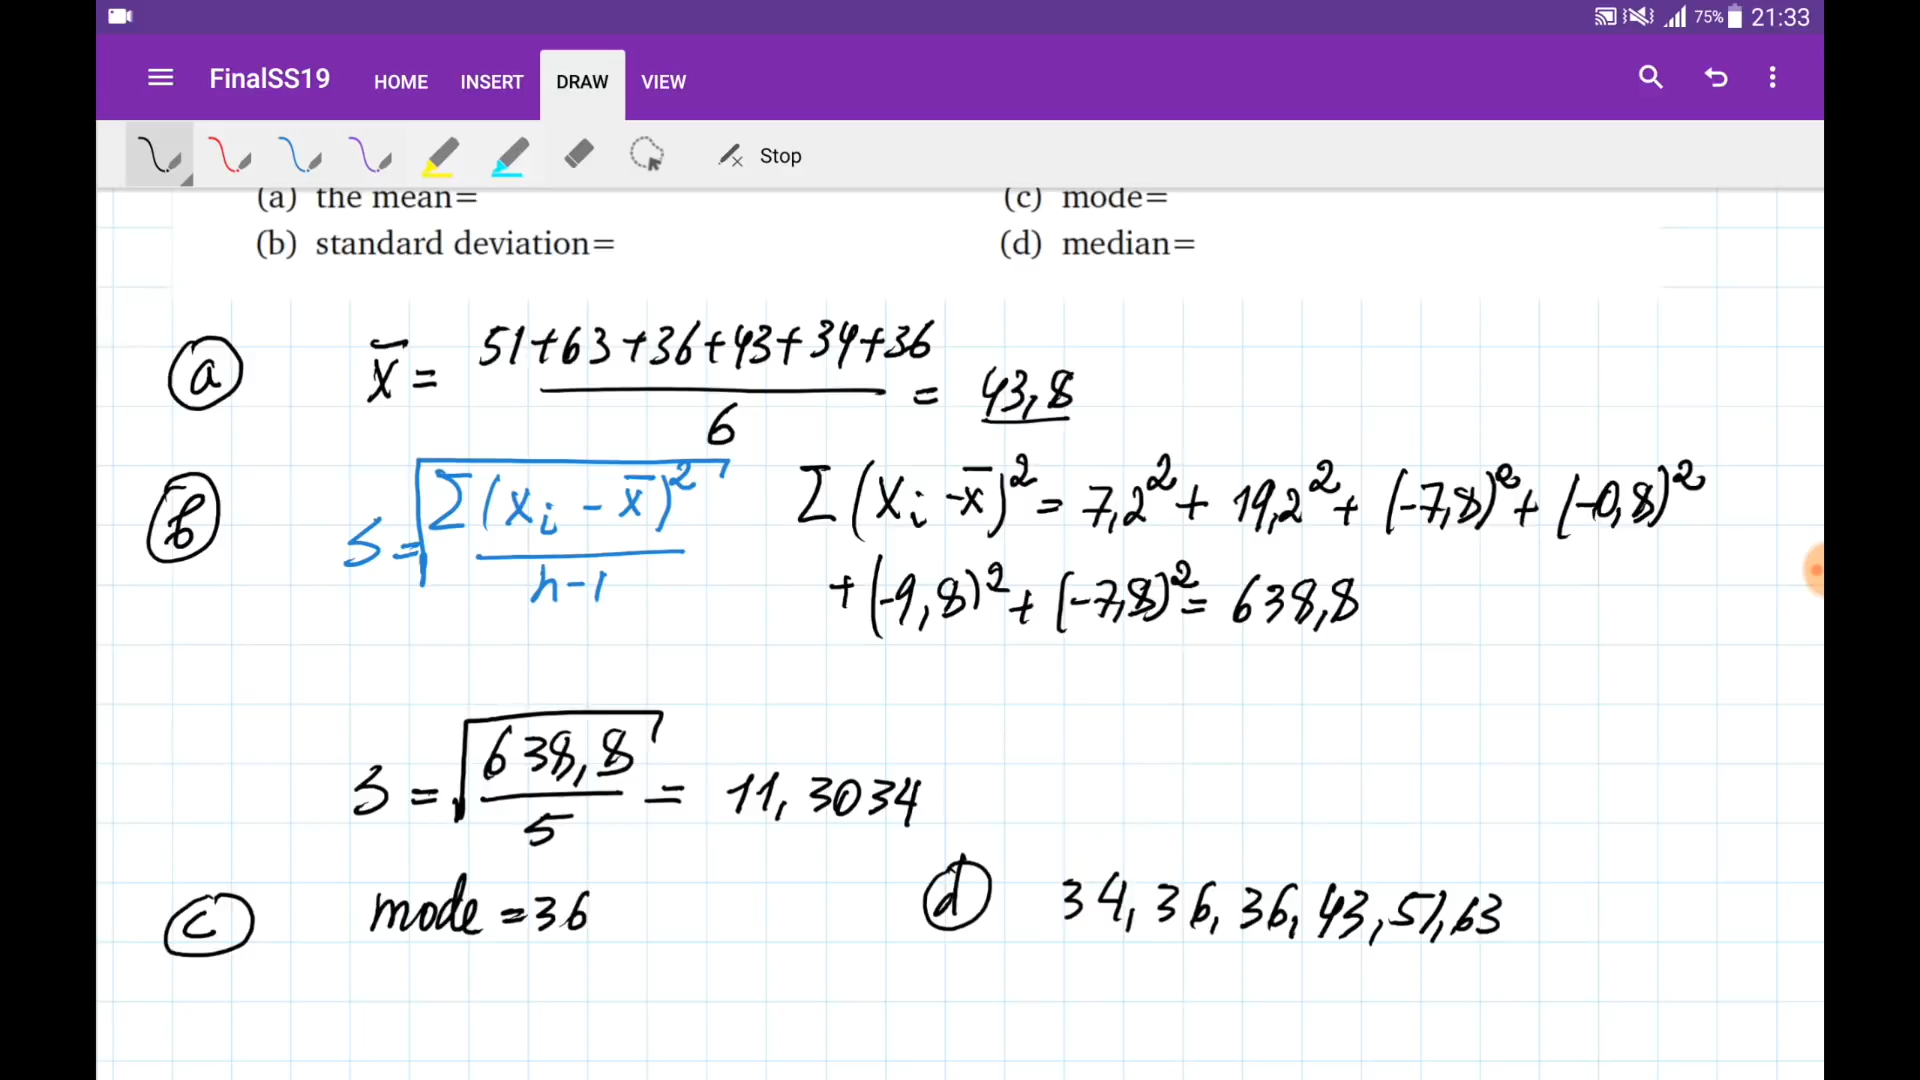 75% 21:33
FinalSS19 HOME INSERT DRAW VIEW
Stop
(a) the mean= (c) mode=
(b) standard deviation= (d) median=
(a) x̄ = (51+63+36+43+34+36)/6 = 43,8
(b) S = √(Σ(xᵢ - x̄)²/(n-1)) Σ(xᵢ - x̄)² = 7,2² + 19,2² + (-7,8)² + (-0,8)²
+ (-9,8)² + (-7,8)² = 638,8
S = √(638,8/5) = 11,3034
(c) mode = 36 (d) 34, 36, 36, 43, 51, 63